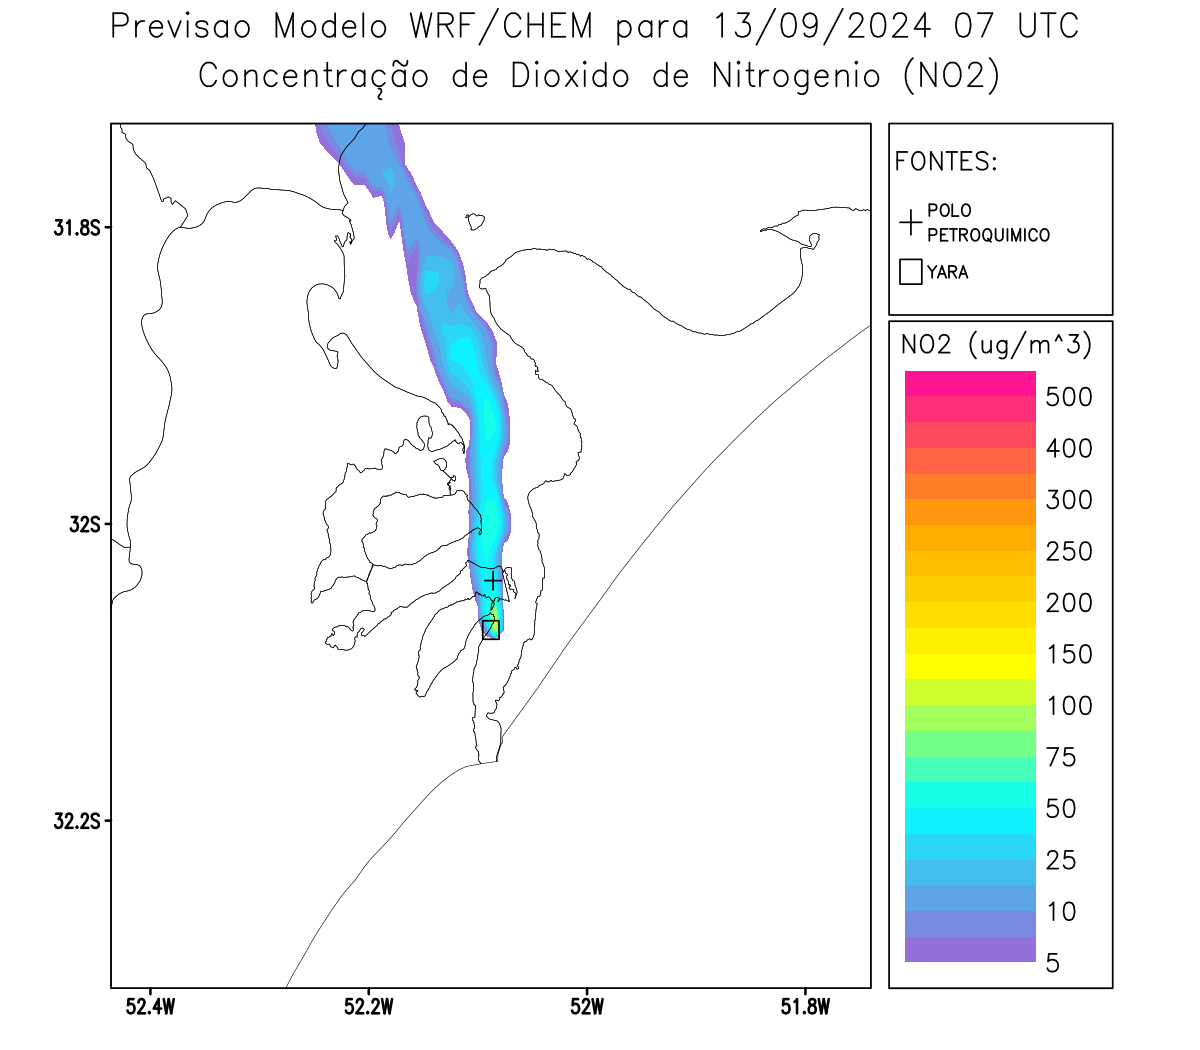 Previsao Modelo WRF/CHEM para 13/09/2024 07 UTC
Concentração de Dioxido de Nitrogenio (NO2)
FONTES:
POLO
PETROQUIMICO
YARA
NO2 (ug/m^3)
500
400
300
250
200
150
100
75
50
25
10
5
31.8S
32S
32.2S
52.4W
52.2W
52W
51.8W